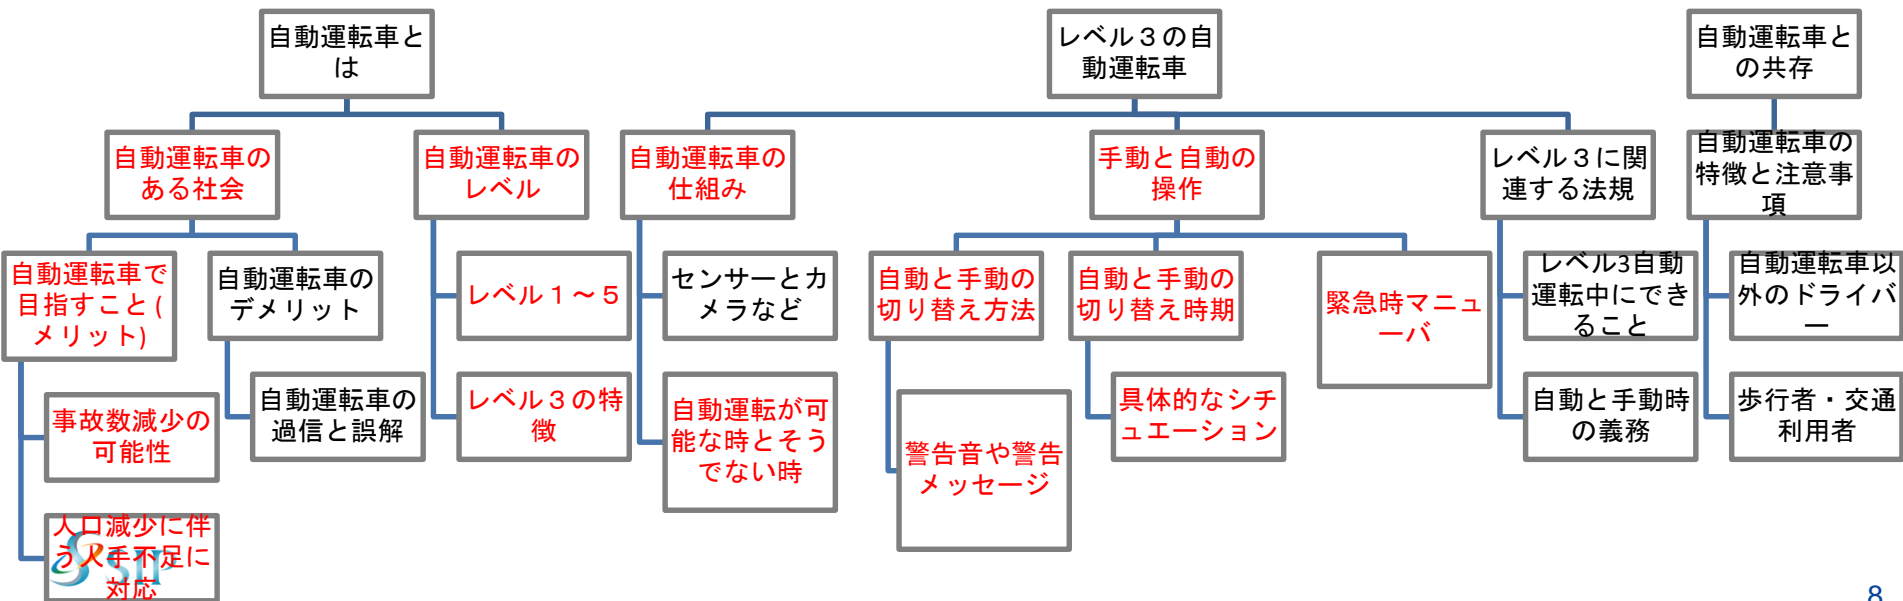 自動運転車と
は
レベル３の自
動運転車
自動運転車と
の共存
自動運転車の
ある社会
自動運転車の
レベル
自動運転車の
仕組み
手動と自動の
操作
レベル３に関
連する法規
自動運転車の
特徴と注意事
項
自動運転車で
目指すこと(
メリット)
自動運転車の
デメリット
レベル１～５
センサーとカ
メラなど
自動と手動の
切り替え方法
自動と手動の
切り替え時期
緊急時マニュ
ーバ
レベル3自動
運転中にでき
ること
自動運転車以
外のドライバ
ー
事故数減少の
可能性
自動運転車の
過信と誤解
レベル３の特
徴
自動運転が可
能な時とそう
でない時
警告音や警告
メッセージ
具体的なシチ
ュエーション
自動と手動時
の義務
歩行者・交通
利用者
人口減少に伴
う人手不足に
対応
SIP
8